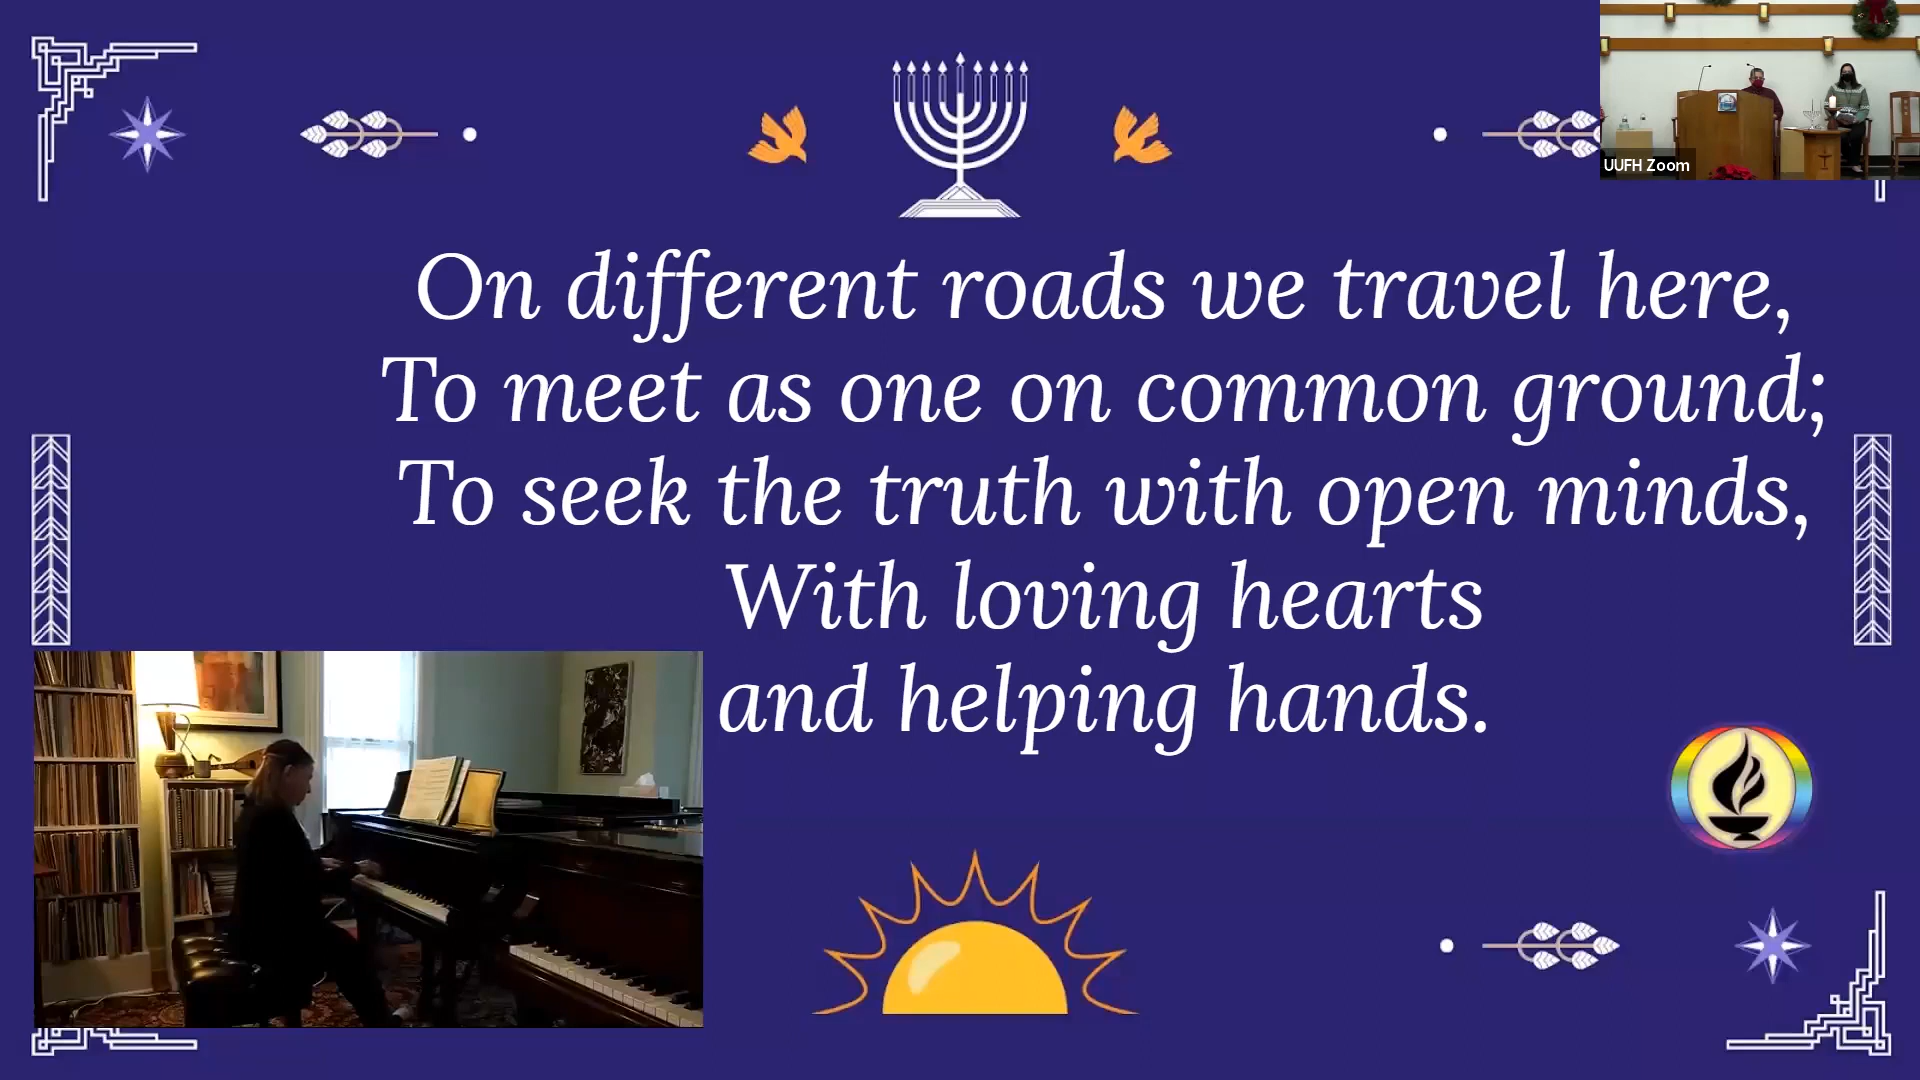 UUFH Zoom
On different roads we travel here,
To meet as one on common ground;
To seek the truth with open minds,
With loving hearts
and helping hands.